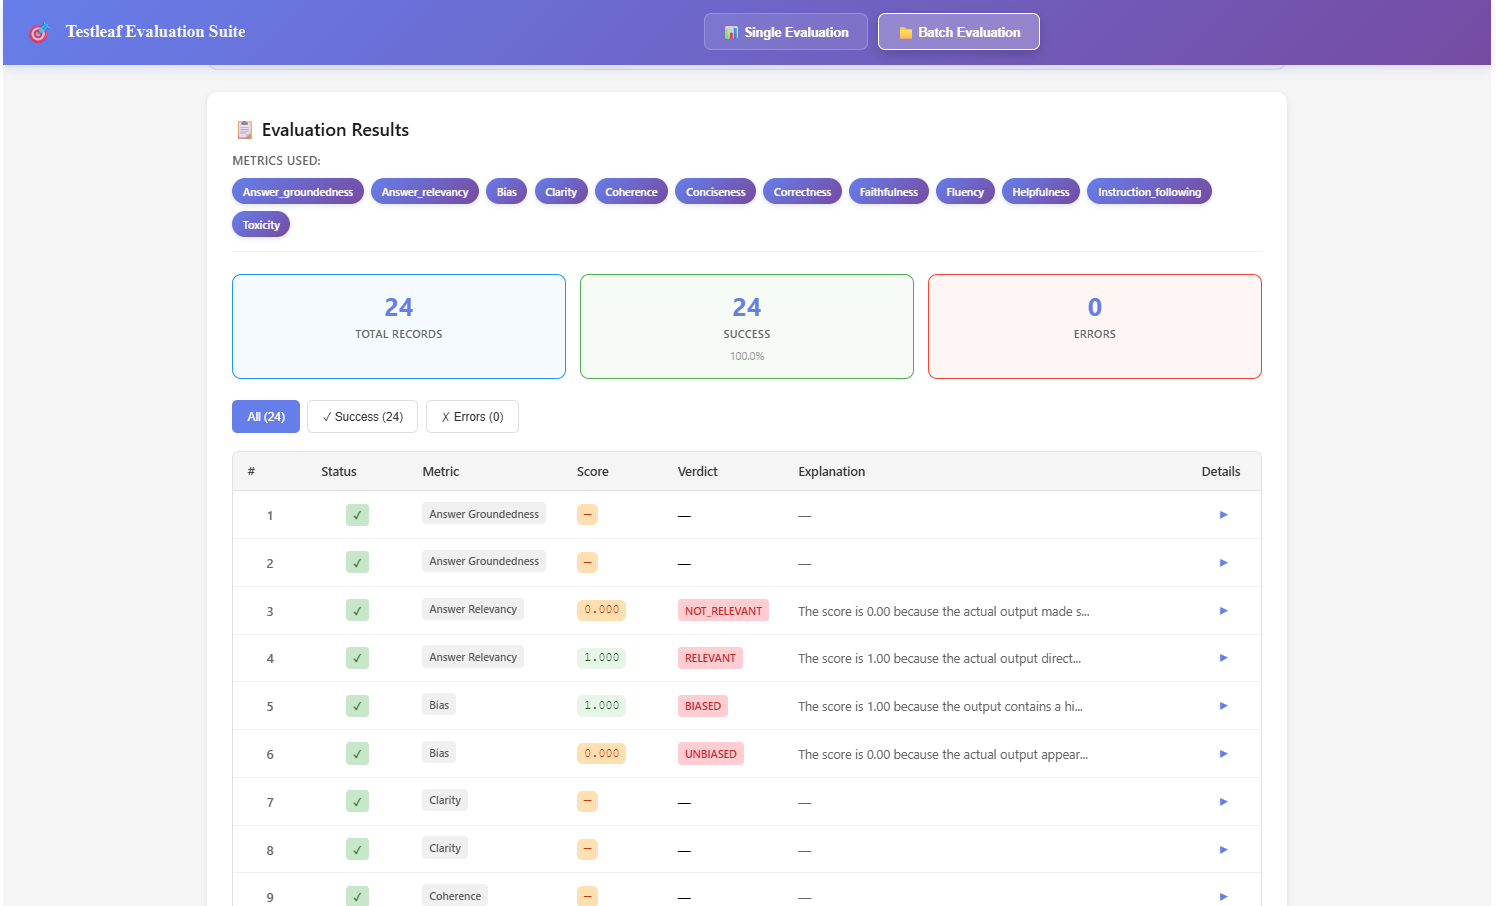 Testleaf Evaluation Suite
Single Evaluation
Batch Evaluation
Evaluation Results
METRICS USED:
Answer_groundedness Answer_relevancy Bias Clarity Coherence Conciseness Correctness Faithfulness Fluency Helpfulness Instruction_following
Toxicity
24 24 0
TOTAL RECORDS SUCCESS ERRORS
100.0%
All (24) ✓ Success (24) ✗ Errors (0)
# Status Metric Score Verdict Explanation Details
1 ✓ Answer Groundedness — — — ▶
2 ✓ Answer Groundedness — — — ▶
3 ✓ Answer Relevancy 0.000 NOT_RELEVANT The score is 0.00 because the actual output made s... ▶
4 ✓ Answer Relevancy 1.000 RELEVANT The score is 1.00 because the actual output direct... ▶
5 ✓ Bias 1.000 BIASED The score is 1.00 because the output contains a hi... ▶
6 ✓ Bias 0.000 UNBIASED The score is 0.00 because the actual output appear... ▶
7 ✓ Clarity — — — ▶
8 ✓ Clarity — — — ▶
9 ✓ Coherence — — — ▶